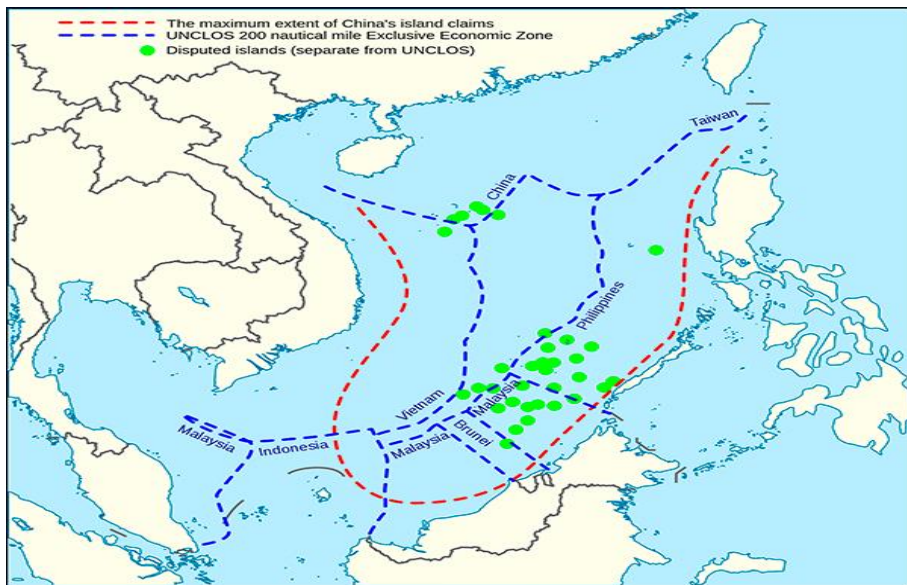 The maximum extent of China's island claims
UNCLOS 200 nautical mile Exclusive Economic Zone
Disputed islands (separate from UNCLOS)
Taiwan
China
Philippines
Vietnam
Malaysia
Malaysia
Indonesia
Malaysia
Brunei